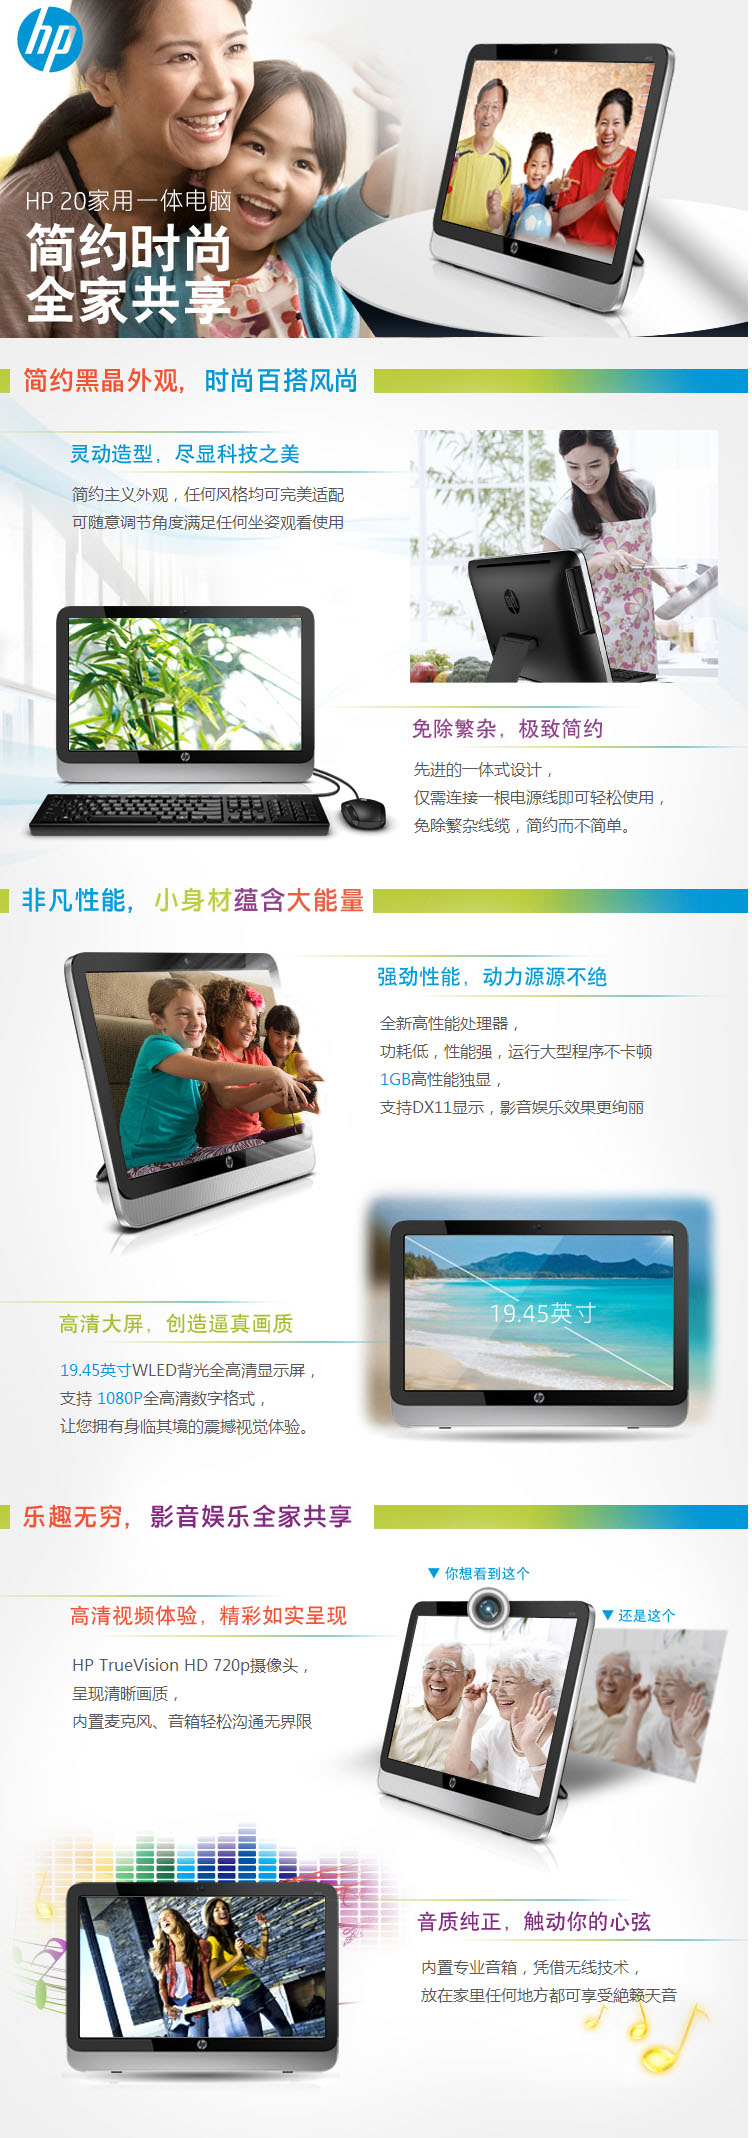 hp
HP 20家用一体电脑
简约时尚
全家共享
简约黑晶外观，时尚百搭风尚
灵动造型，尽显科技之美
简约主义外观，任何风格均可完美适配
可随意调节角度满足任何坐姿观看使用
免除繁杂，极致简约
先进的一体式设计，
仅需连接一根电源线即可轻松使用，
免除繁杂线缆，简约而不简单。
非凡性能，小身材蕴含大能量
强劲性能，动力源源不绝
全新高性能处理器，
功耗低，性能强，运行大型程序不卡顿
1GB高性能独显，
支持DX11显示，影音娱乐效果更绚丽
19.45英寸
高清大屏，创造逼真画质
19.45英寸WLED背光全高清显示屏，
支持 1080P全高清数字格式，
让您拥有身临其境的震撼视觉体验。
乐趣无穷，影音娱乐全家共享
▼ 你想看到这个
▼ 还是这个
高清视频体验，精彩如实呈现
HP TrueVision HD 720p摄像头，
呈现清晰画质，
内置麦克风、音箱轻松沟通无界限
音质纯正，触动你的心弦
内置专业音箱，凭借无线技术，
放在家里任何地方都可享受絶籁天音